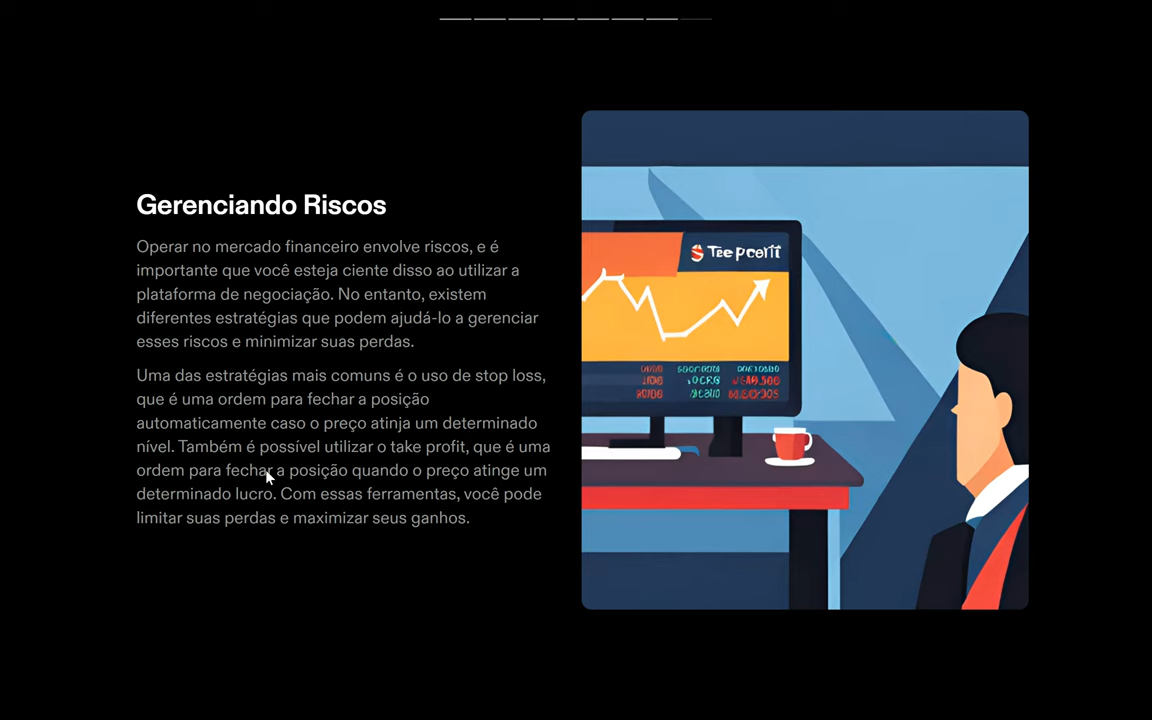 Gerenciando Riscos
Operar no mercado financeiro envolve riscos, e é
importante que você esteja ciente disso ao utilizar a
plataforma de negociação. No entanto, existem
diferentes estratégias que podem ajudá-lo a gerenciar
esses riscos e minimizar suas perdas.
Uma das estratégias mais comuns é o uso de stop loss,
que é uma ordem para fechar a posição
automaticamente caso o preço atinja um determinado
nível. Também é possível utilizar o take profit, que é uma
ordem para fechar a posição quando o preço atinge um
determinado lucro. Com essas ferramentas, você pode
limitar suas perdas e maximizar seus ganhos.